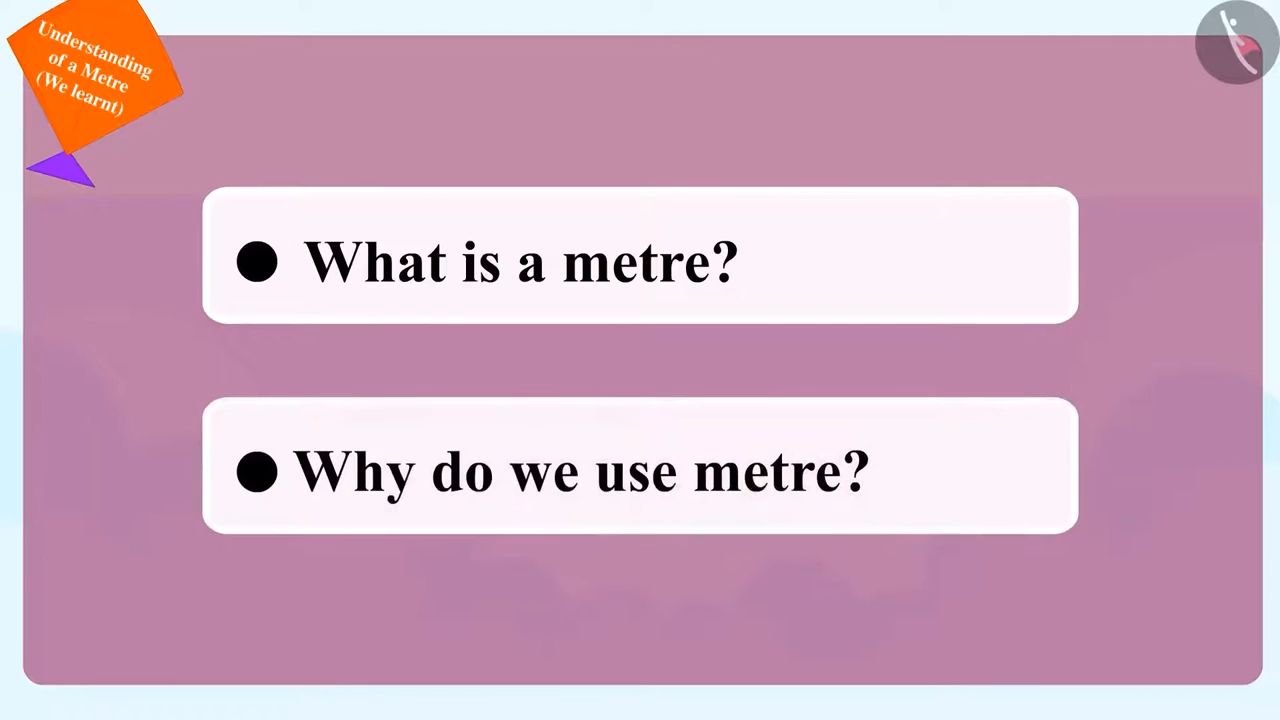 Understanding
of a Metre
(We learnt)
● What is a metre?
● Why do we use metre?